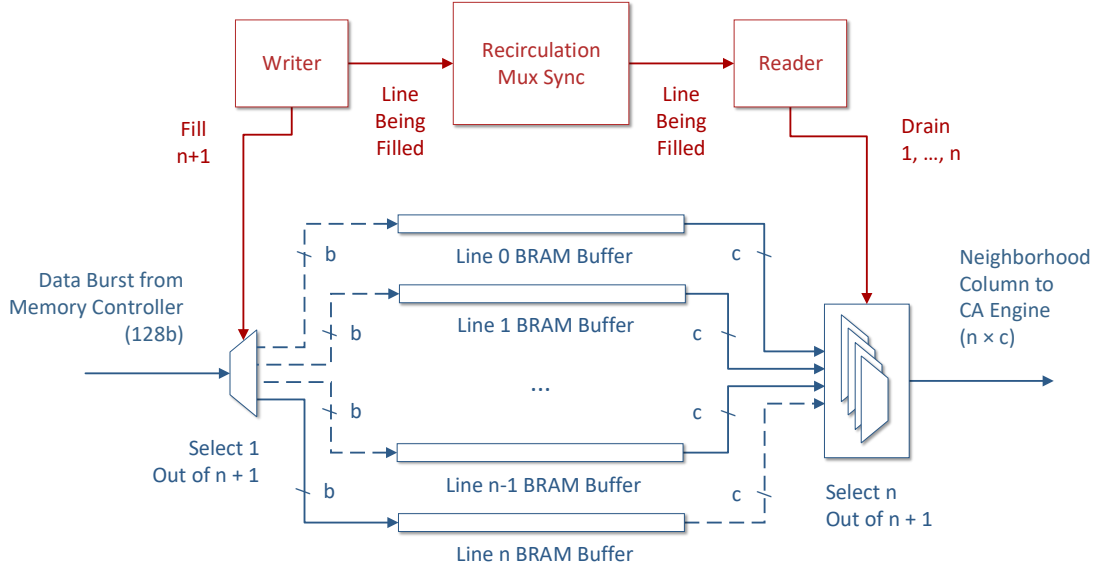 Writer
Recirculation
Mux Sync
Reader
Fill
n+1
Line
Being
Filled
Line
Being
Filled
Drain
1, ..., n
b
Line 0 BRAM Buffer
c
Data Burst from
Memory Controller
(128b)
b
Line 1 BRAM Buffer
Neighborhood
Column to
CA Engine
(n × c)
...
b
c
Select 1
Out of n + 1
b
Line n-1 BRAM Buffer
c
Select n
Out of n + 1
Line n BRAM Buffer